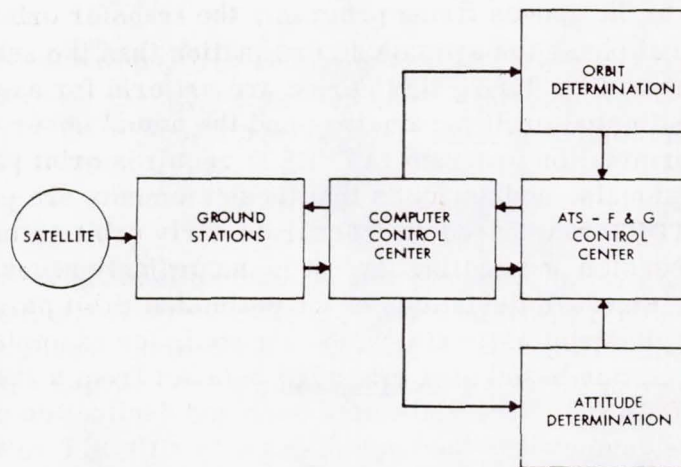 ORBIT
DETERMINATION
SATELLITE
GROUND
STATIONS
COMPUTER
CONTROL
CENTER
ATS – F & G
CONTROL
CENTER
ATTITUDE
DETERMINATION